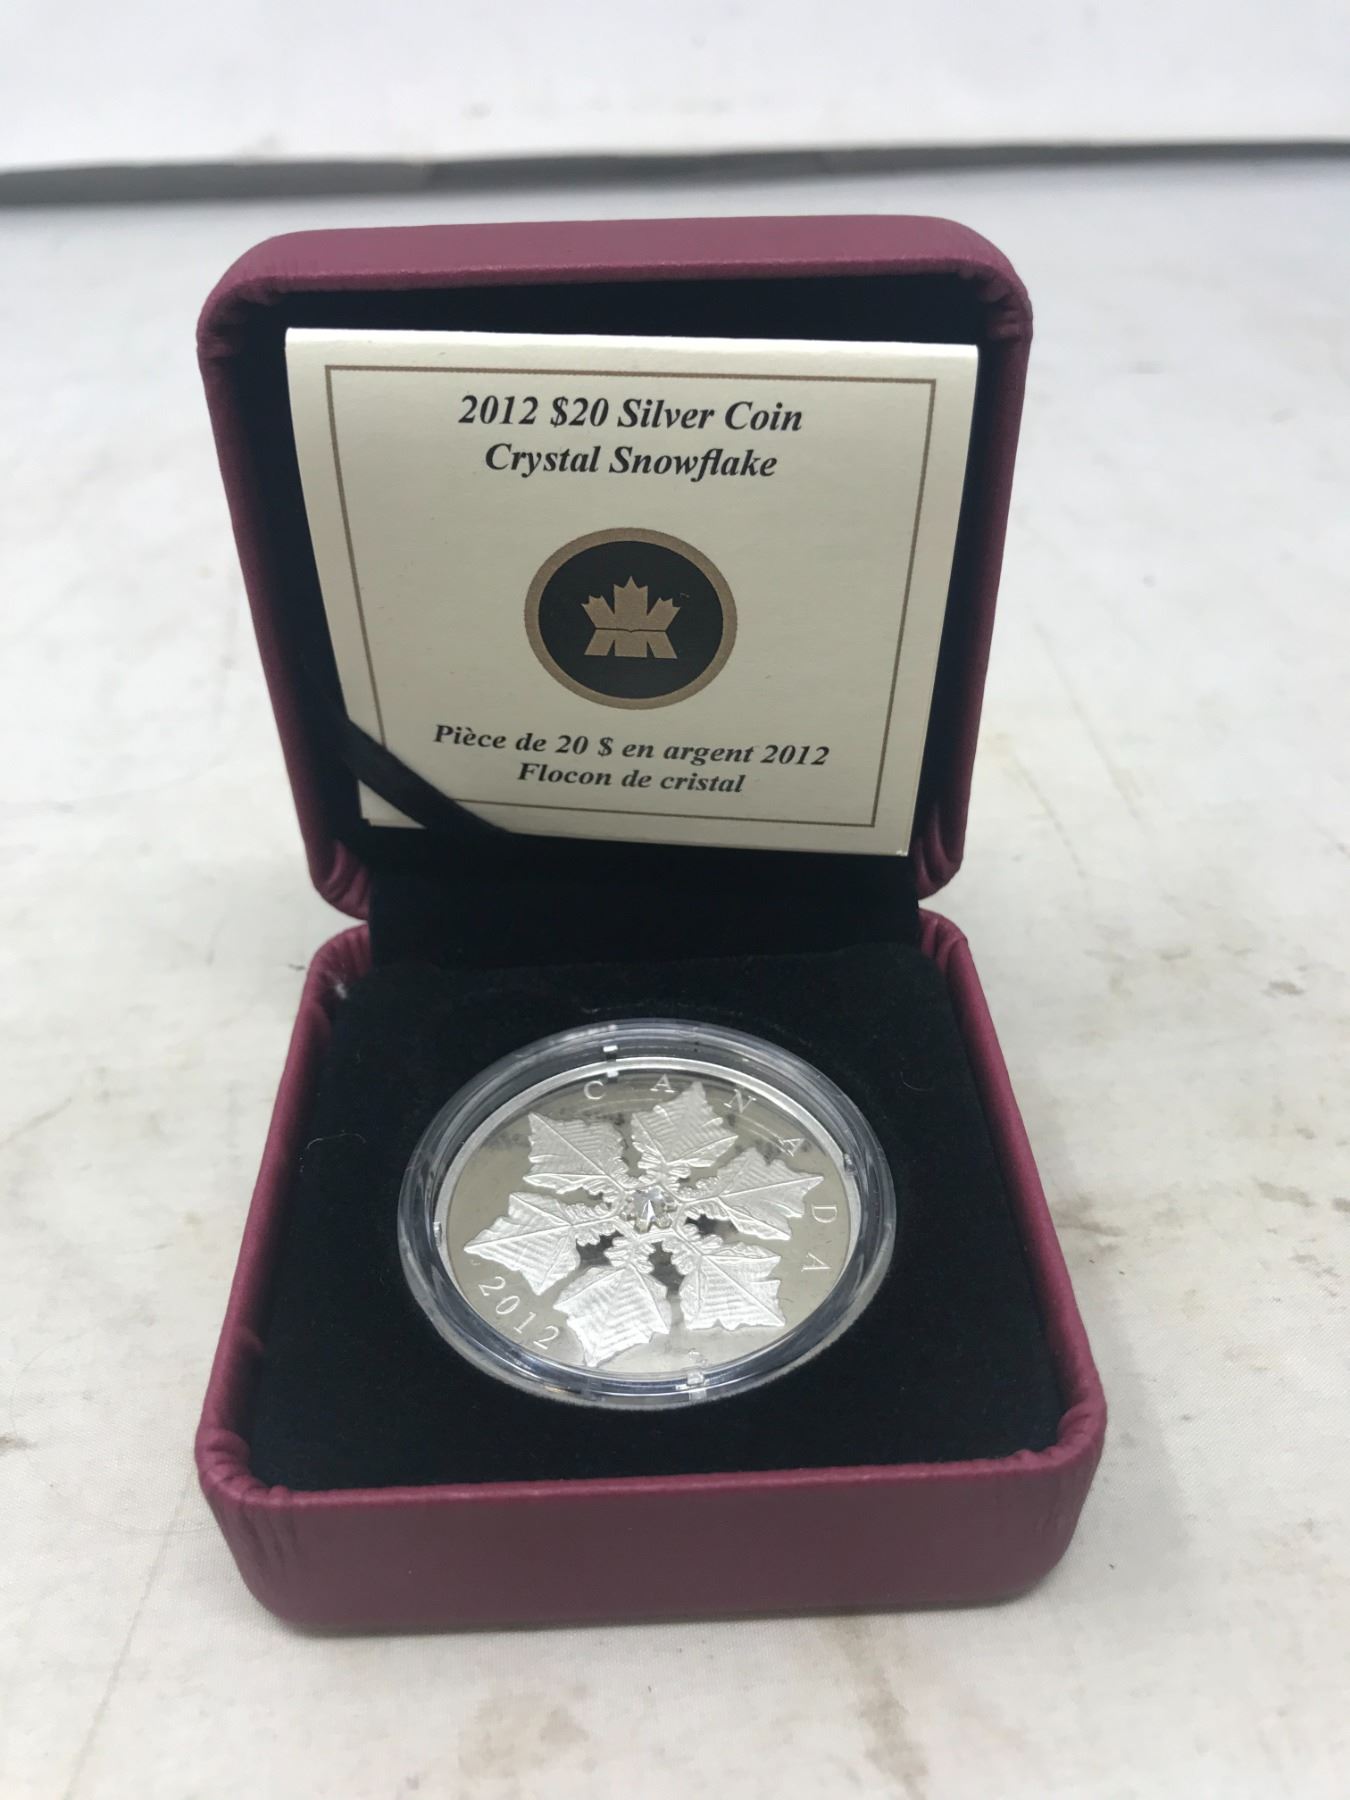 2012 $20 Silver Coin
Crystal Snowflake
Pièce de 20 $ en argent 2012
Flocon de cristal
CANADA
2012